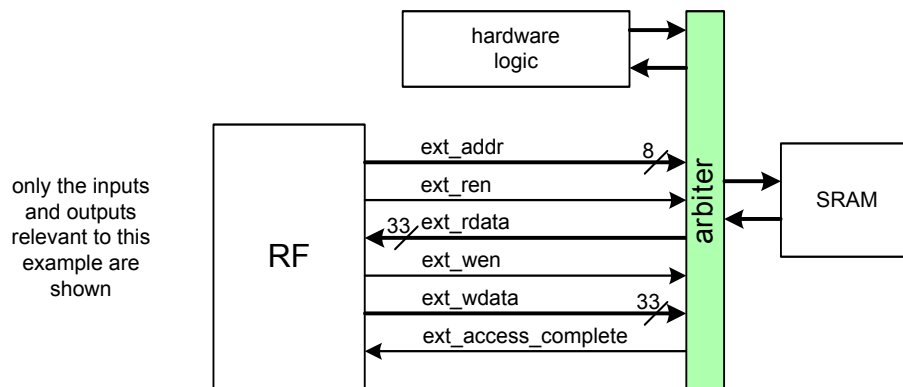 hardware
logic
ext_addr
8
ext_ren
33
ext_rdata
ext_wen
ext_wdata
33
ext_access_complete
only the inputs
and outputs
relevant to this
example are
shown
RF
arbiter
SRAM